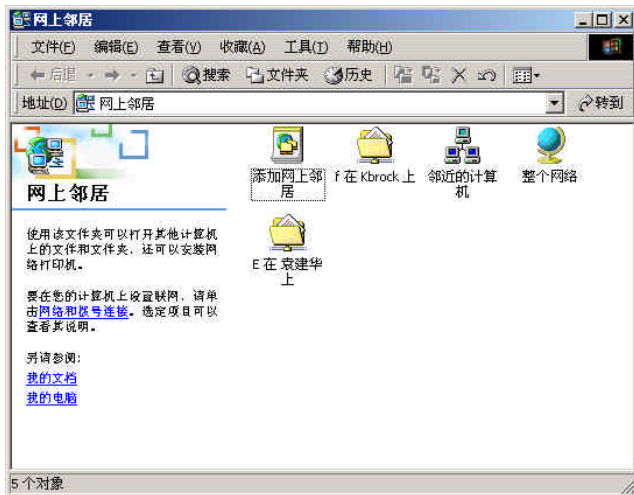 网上邻居
文件(F) 编辑(E) 查看(V) 收藏(A) 工具(T) 帮助(H)
后退 搜索 文件夹 历史
地址(D) 网上邻居 转到
网上邻居
使用该文件夹可以打开其他计算机
上的文件和文件夹，还可以安装网
络打印机。
要在您的计算机上设置联网，请单
击网络和拨号连接。选定项目可以
查看其说明。
另请参阅:
我的文档
我的电脑
添加网上邻
居
f 在 Kbrock 上
邻近的计算
机
整个网络
E 在 袁建华
上
5 个对象